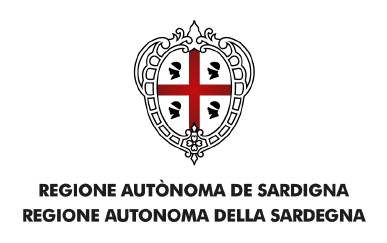 REGIONE AUTÒNOMA DE SARDIGNA
REGIONE AUTONOMA DELLA SARDEGNA